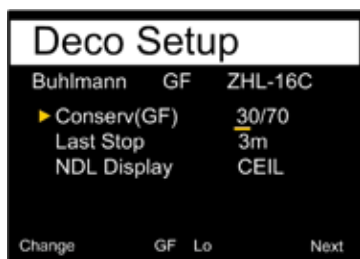 Deco Setup
Buhlmann GF ZHL-16C
Conserv(GF) 30/70
Last Stop 3m
NDL Display CEIL
Change GF Lo Next